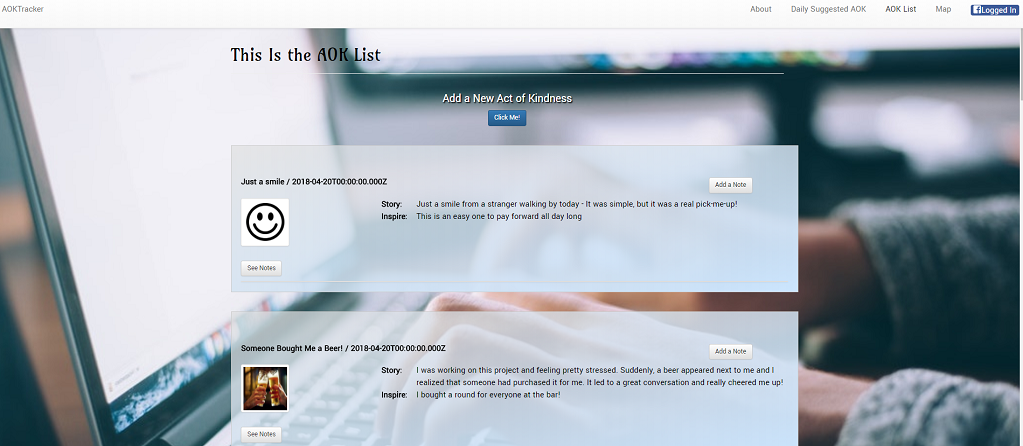 AOKTracker
About
Daily Suggested AOK
AOK List
Map
Logged In
This Is the AOK List
Add a New Act of Kindness
Click Me!
Just a smile / 2018-04-20T00:00:00.000Z
Add a Note
Story: Just a smile from a stranger walking by today - It was simple, but it was a real pick-me-up!
Inspire: This is an easy one to pay forward all day long
See Notes
Someone Bought Me a Beer! / 2018-04-20T00:00:00.000Z
Add a Note
Story: I was working on this project and feeling pretty stressed. Suddenly, a beer appeared next to me and I
realized that someone had purchased it for me. It led to a great conversation and really cheered me up!
Inspire: I bought a round for everyone at the bar!
See Notes